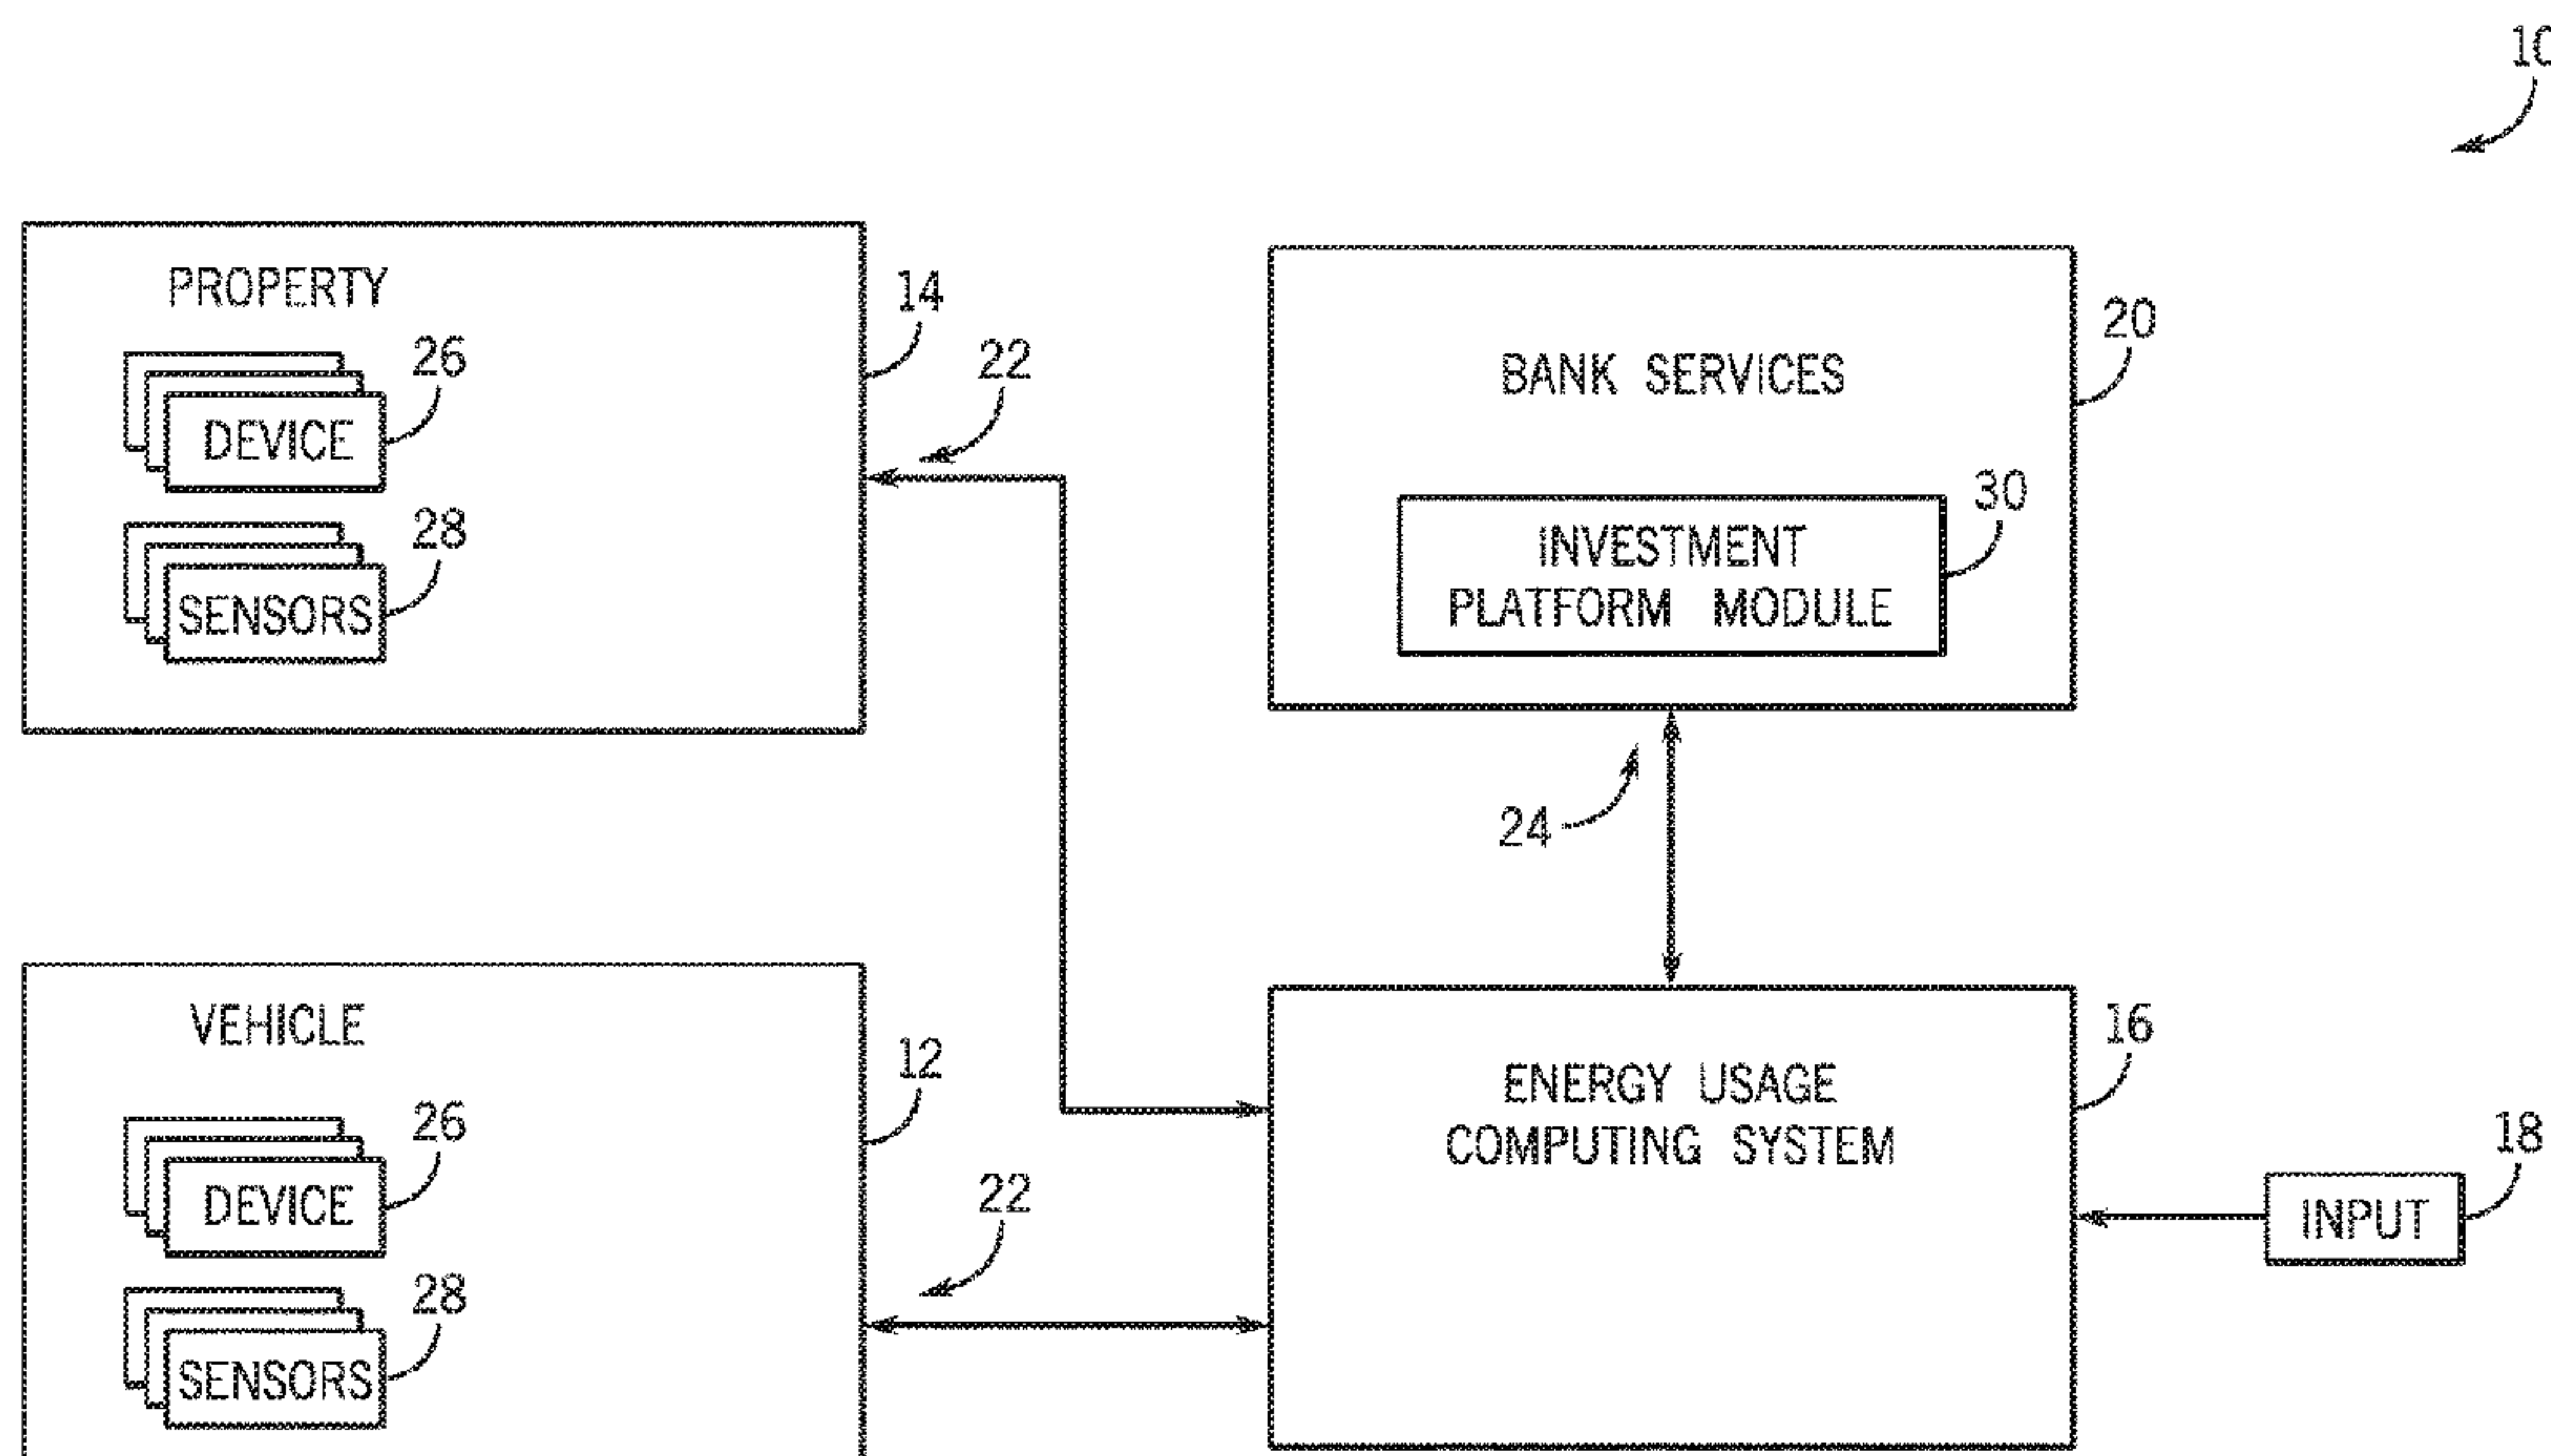 10
PROPERTY
14
26
DEVICE
22
28
SENSORS
BANK SERVICES
20
30
INVESTMENT
PLATFORM MODULE
24
VEHICLE
12
26
DEVICE
22
28
SENSORS
ENERGY USAGE
COMPUTING SYSTEM
16
18
INPUT